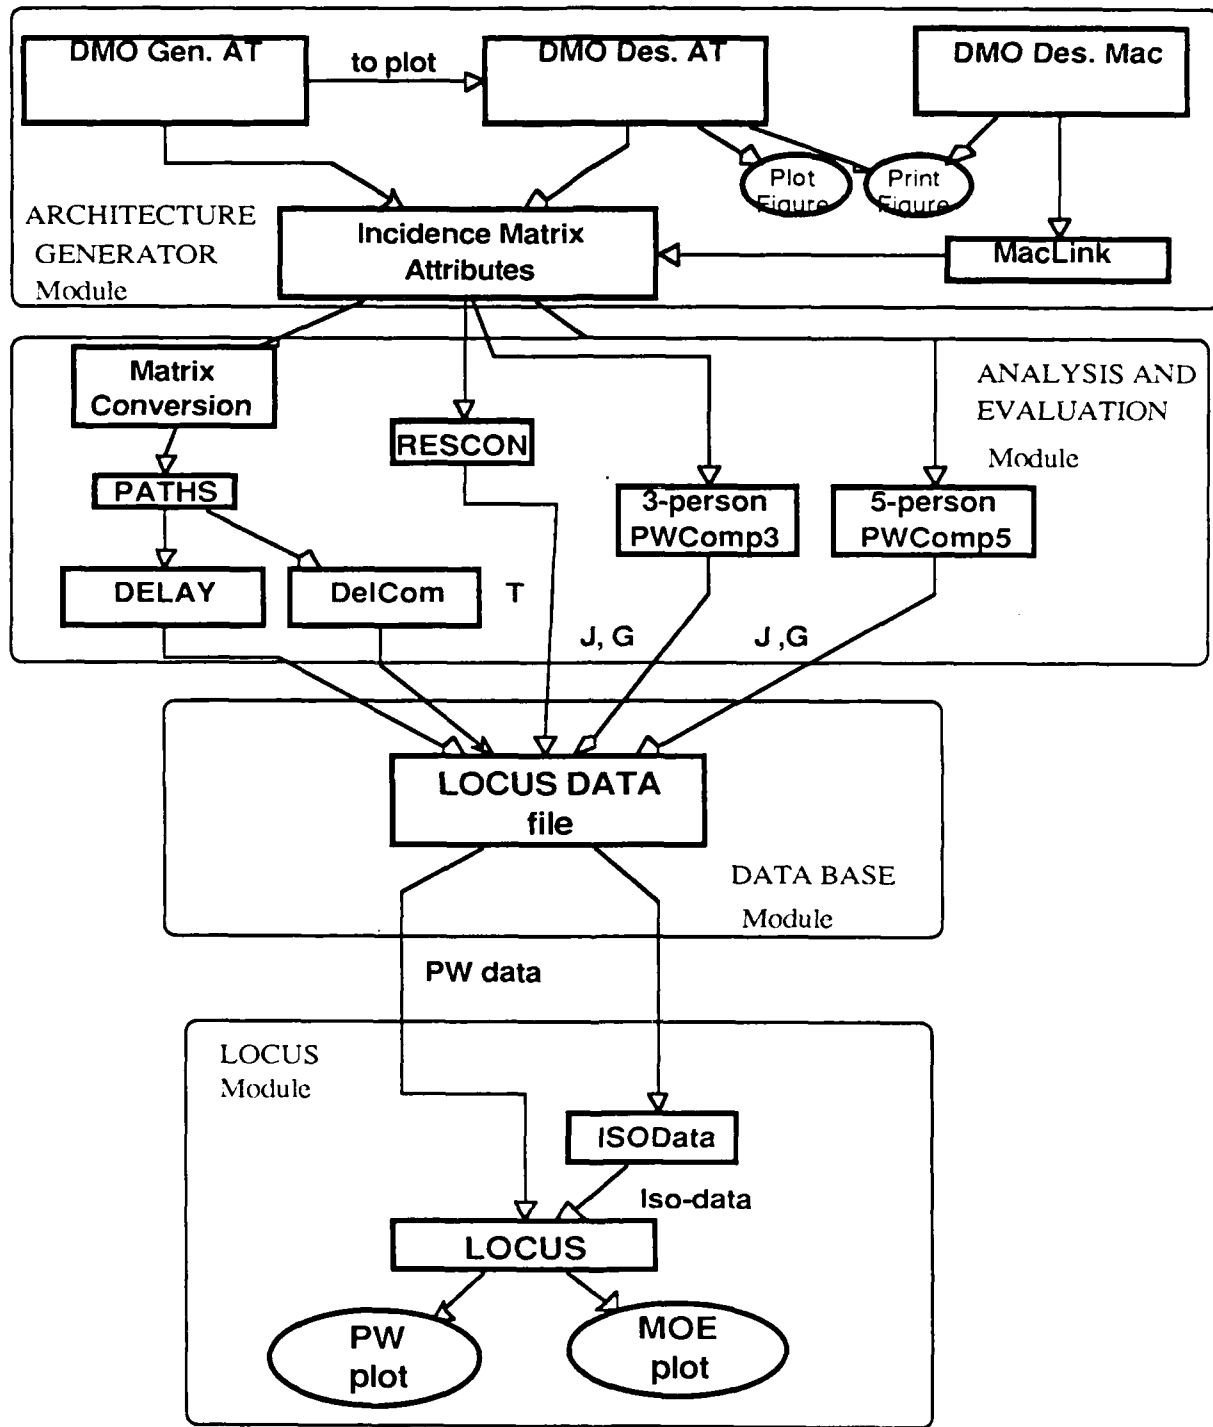 DMO Gen. AT
to plot
DMO Des. AT
DMO Des. Mac
Plot
Figure
Print
Figure
ARCHITECTURE
GENERATOR
Module
Incidence Matrix
Attributes
MacLink
Matrix
Conversion
ANALYSIS AND
EVALUATION
Module
RESCON
PATHS
3-person
PWComp3
5-person
PWComp5
DELAY
DelCom
T
J, G
J ,G
LOCUS DATA
file
DATA BASE
Module
PW data
LOCUS
Module
ISOData
Iso-data
LOCUS
PW
plot
MOE
plot